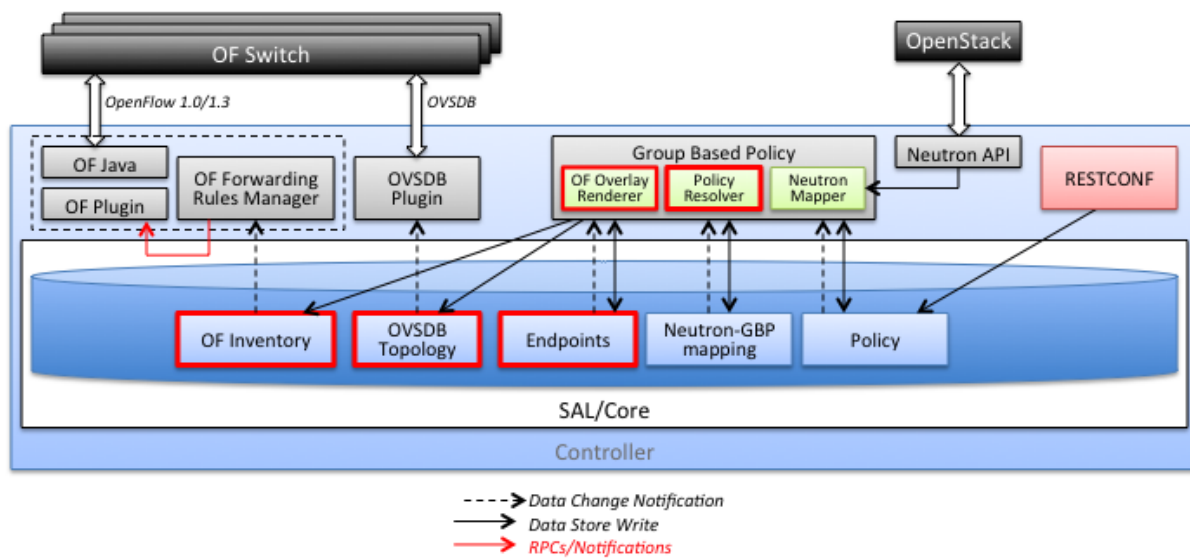 OF Switch
OpenStack
OpenFlow 1.0/1.3
OVSDB
OF Java
OF Plugin
OF Forwarding
Rules Manager
OVSDB
Plugin
Group Based Policy
OF Overlay
Renderer
Policy
Resolver
Neutron
Mapper
Neutron API
RESTCONF
OF Inventory
OVSDB
Topology
Endpoints
Neutron-GBP
mapping
Policy
SAL/Core
Controller
Data Change Notification
Data Store Write
RPCs/Notifications